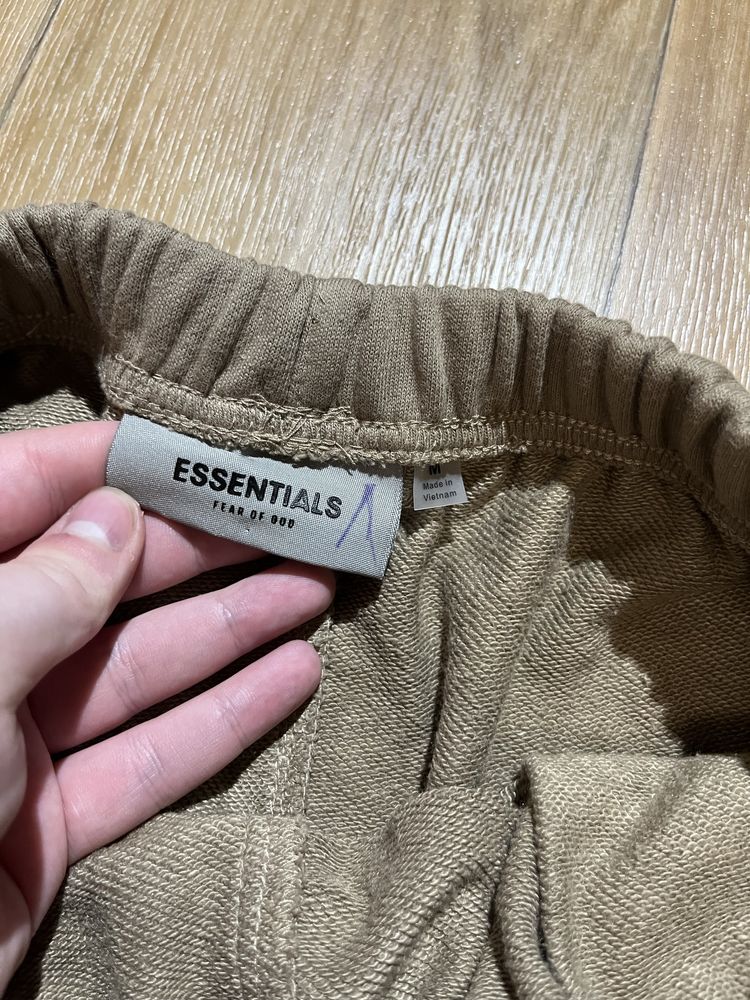 ESSENTIALS
FEAR OF GOD
M
Made in
Vietnam